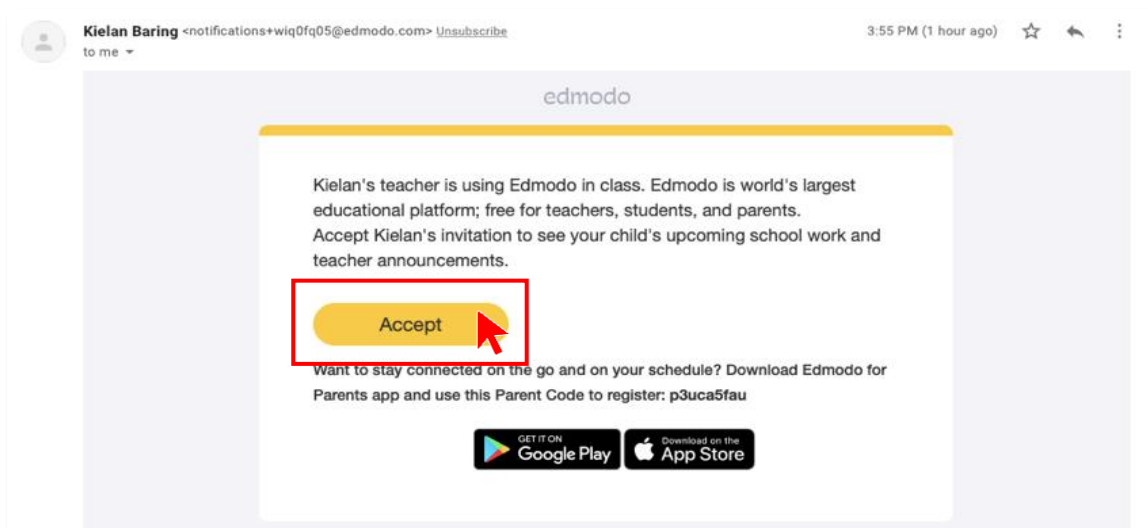 Kielan Baring <notifications+wiq0fq05@edmodo.com> Unsubscribe
3:55 PM (1 hour ago)
to me
edmodo
Kielan's teacher is using Edmodo in class. Edmodo is world's largest
educational platform; free for teachers, students, and parents.
Accept Kielan's invitation to see your child's upcoming school work and
teacher announcements.
Accept
Want to stay connected on the go and on your schedule? Download Edmodo for
Parents app and use this Parent Code to register: p3uca5fau
GET IT ON
Google Play
Download on the
App Store